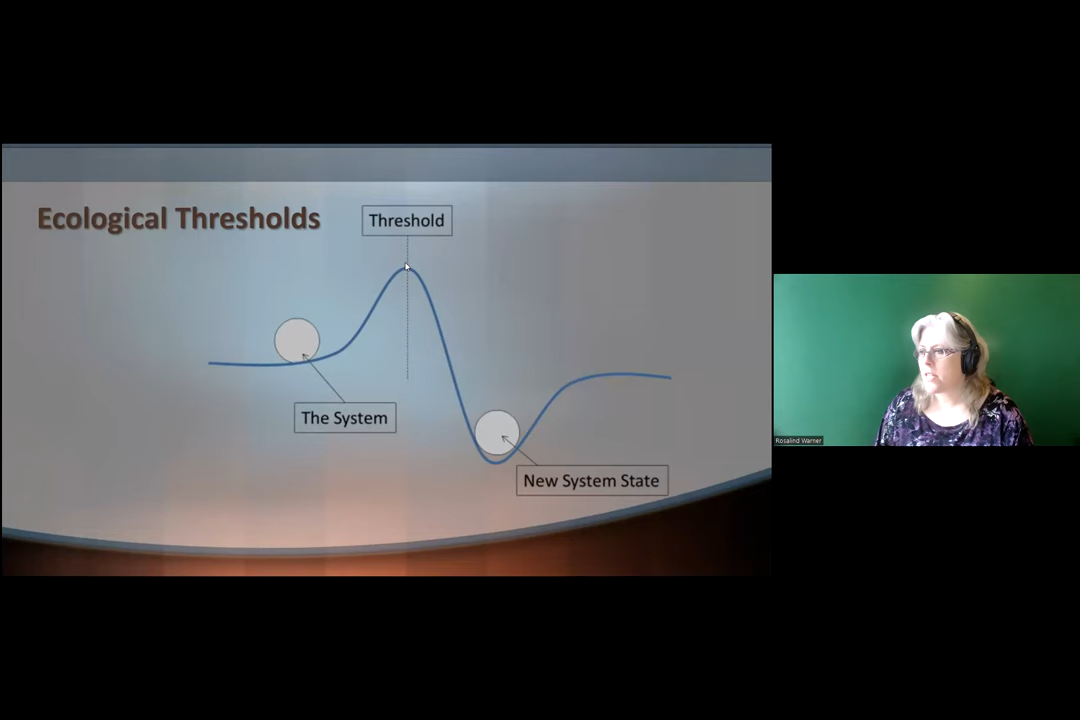 Ecological Thresholds
Threshold
The System
New System State
Rosalind Warner